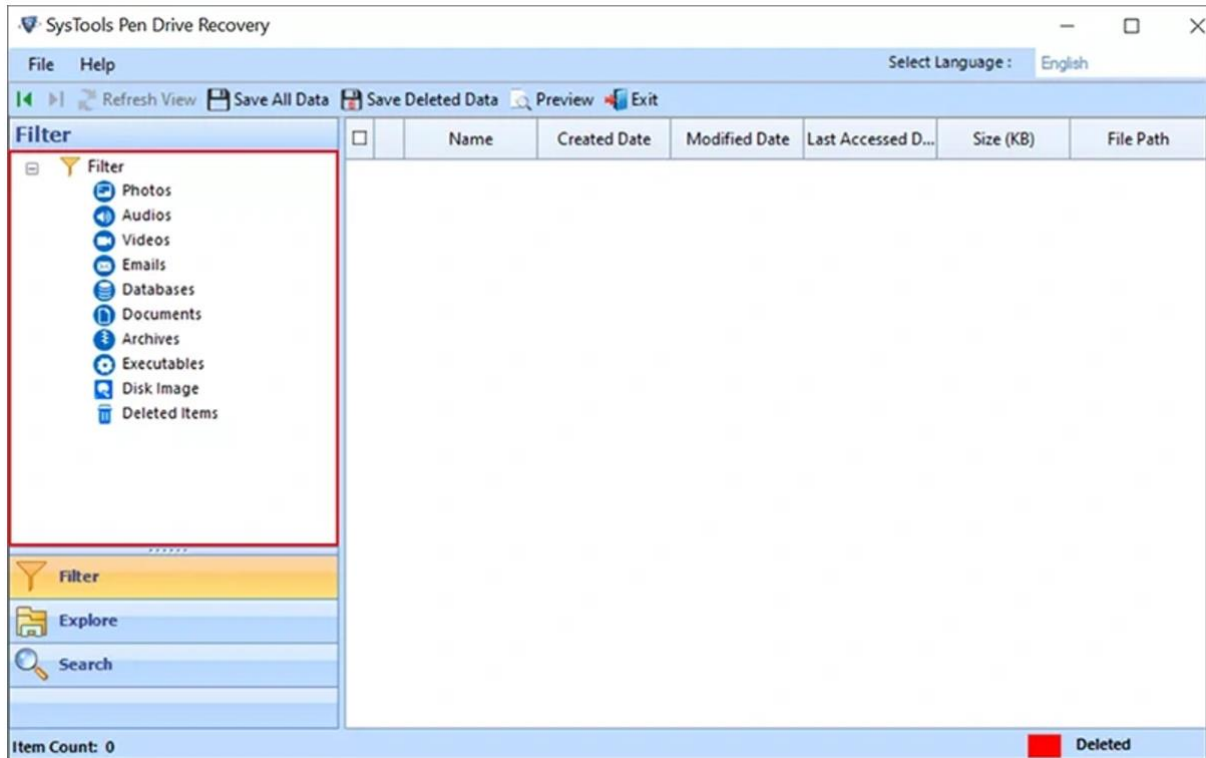 SysTools Pen Drive Recovery
File Help Select Language : English
Refresh View Save All Data Save Deleted Data Preview Exit
Filter
Name Created Date Modified Date Last Accessed D... Size (KB) File Path
Filter
Photos
Audios
Videos
Emails
Databases
Documents
Archives
Executables
Disk Image
Deleted Items
Filter
Explore
Search
Item Count: 0 Deleted